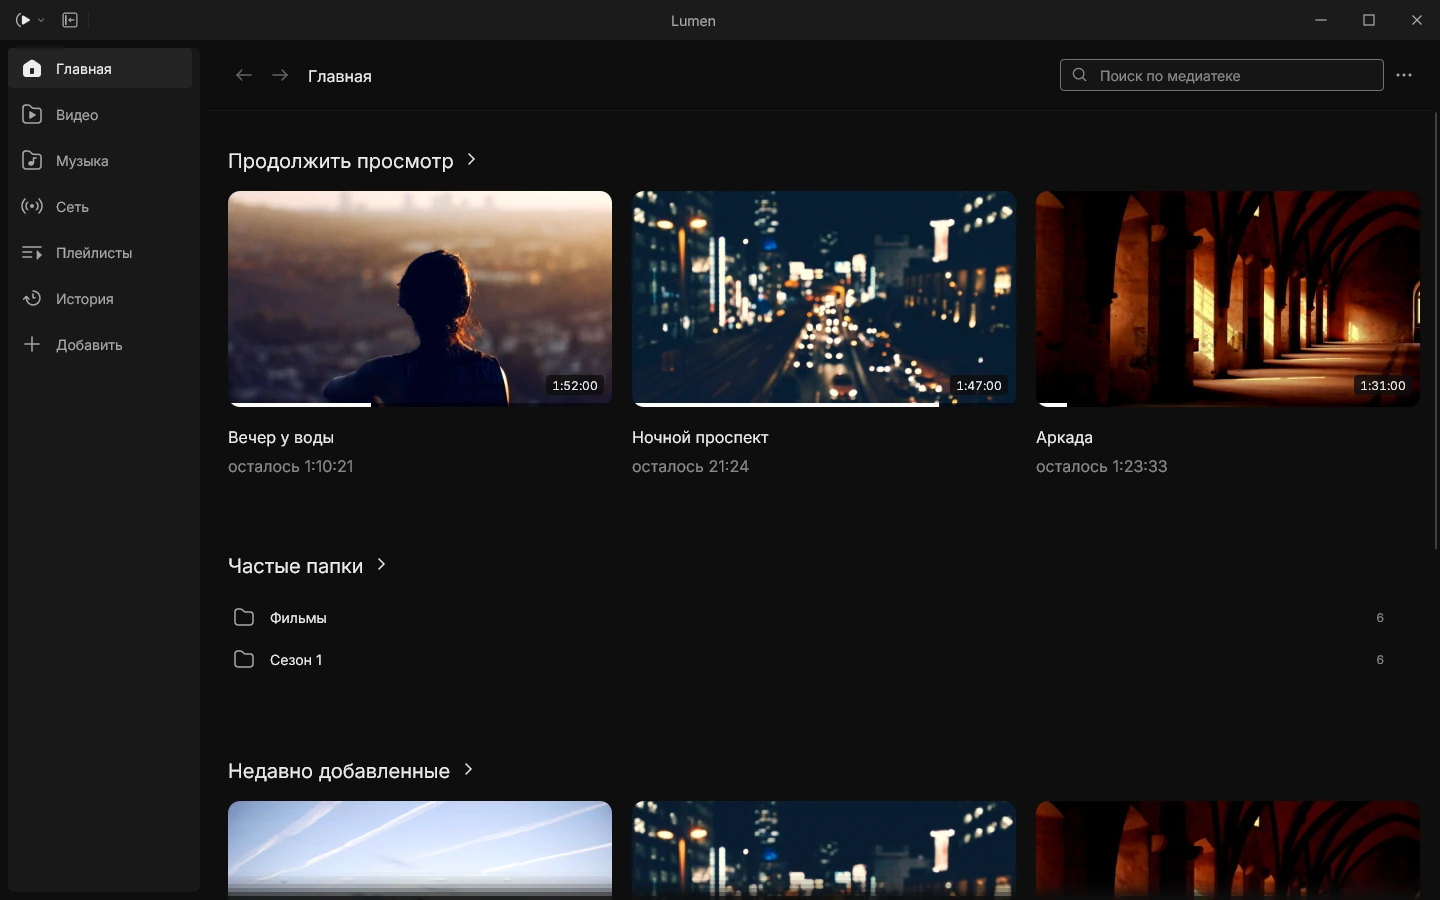 Lumen
Главная
Видео
Музыка
Сеть
Плейлисты
История
Добавить
Главная
Поиск по медиатеке
Продолжить просмотр
1:52:00
1:47:00
1:31:00
Вечер у воды
Ночной проспект
Аркада
осталось 1:10:21
осталось 21:24
осталось 1:23:33
Частые папки
Фильмы 6
Сезон 1 6
Недавно добавленные